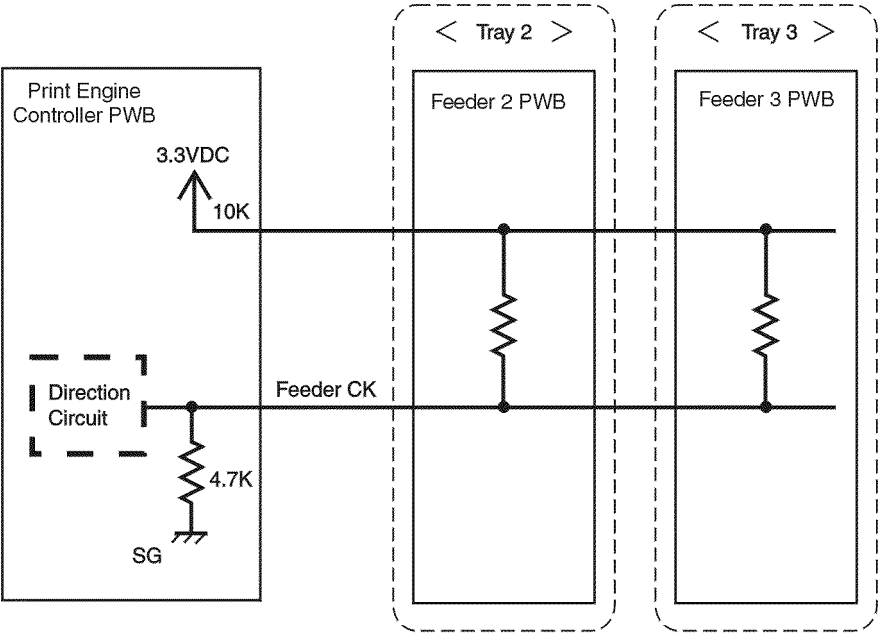 < Tray 2 >
< Tray 3 >
Print Engine
Controller PWB
Feeder 2 PWB
Feeder 3 PWB
3.3VDC
10K
Direction
Circuit
Feeder CK
4.7K
SG